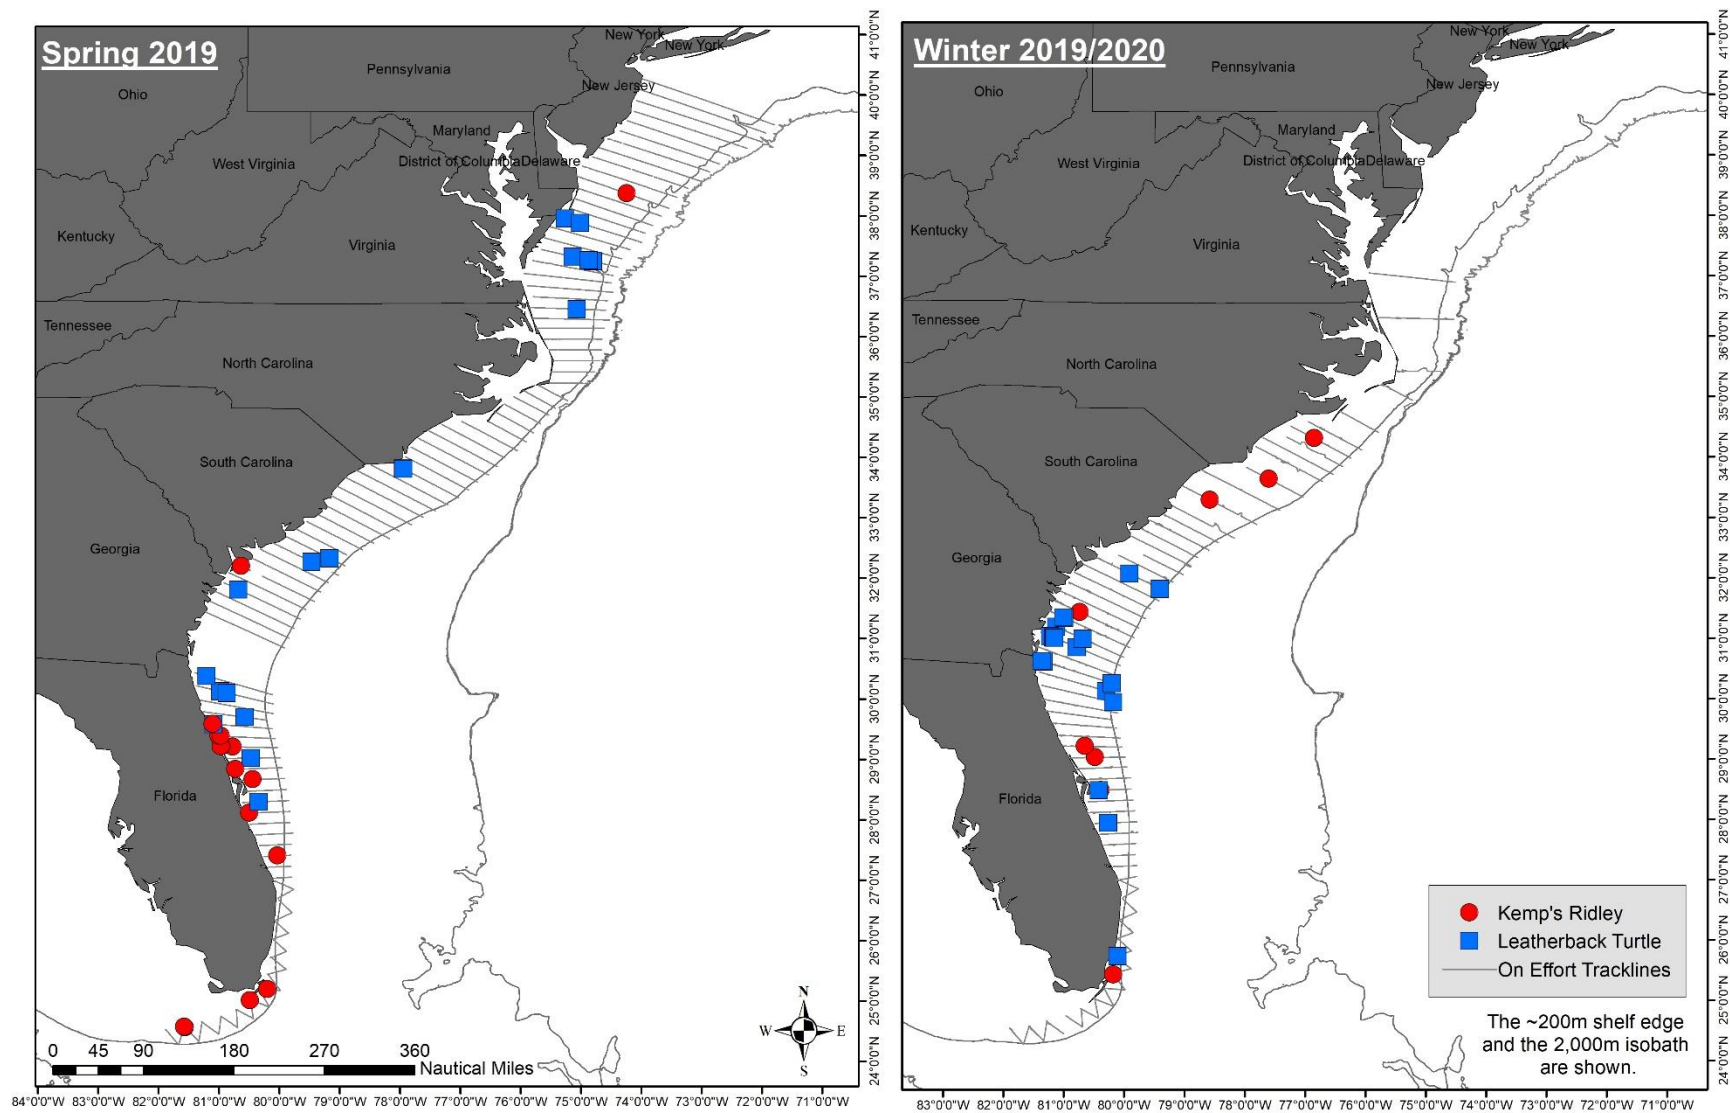 Spring 2019
New York
New York
Pennsylvania
New Jersey
Ohio
Maryland
West Virginia
District of Columbia
Delaware
Kentucky
Virginia
Tennessee
North Carolina
South Carolina
Georgia
Florida
41°0'0"N
40°0'0"N
39°0'0"N
38°0'0"N
37°0'0"N
36°0'0"N
35°0'0"N
34°0'0"N
33°0'0"N
32°0'0"N
31°0'0"N
30°0'0"N
29°0'0"N
28°0'0"N
27°0'0"N
26°0'0"N
25°0'0"N
24°0'0"N
N
W E
S
0 45 90 180 270 360
Nautical Miles
84°0'0"W 83°0'0"W 82°0'0"W 81°0'0"W 80°0'0"W 79°0'0"W 78°0'0"W 77°0'0"W 76°0'0"W 75°0'0"W 74°0'0"W 73°0'0"W 72°0'0"W 71°0'0"W
Winter 2019/2020
New York
New York
Pennsylvania
New Jersey
Ohio
Maryland
West Virginia
District of Columbia
Delaware
Kentucky
Virginia
Tennessee
North Carolina
South Carolina
Georgia
Florida
41°0'0"N
40°0'0"N
39°0'0"N
38°0'0"N
37°0'0"N
36°0'0"N
35°0'0"N
34°0'0"N
33°0'0"N
32°0'0"N
31°0'0"N
30°0'0"N
29°0'0"N
28°0'0"N
27°0'0"N
26°0'0"N
25°0'0"N
24°0'0"N
Kemp's Ridley
Leatherback Turtle
On Effort Tracklines
The ~200m shelf edge
and the 2,000m isobath
are shown.
83°0'0"W 82°0'0"W 81°0'0"W 80°0'0"W 79°0'0"W 78°0'0"W 77°0'0"W 76°0'0"W 75°0'0"W 74°0'0"W 73°0'0"W 72°0'0"W 71°0'0"W